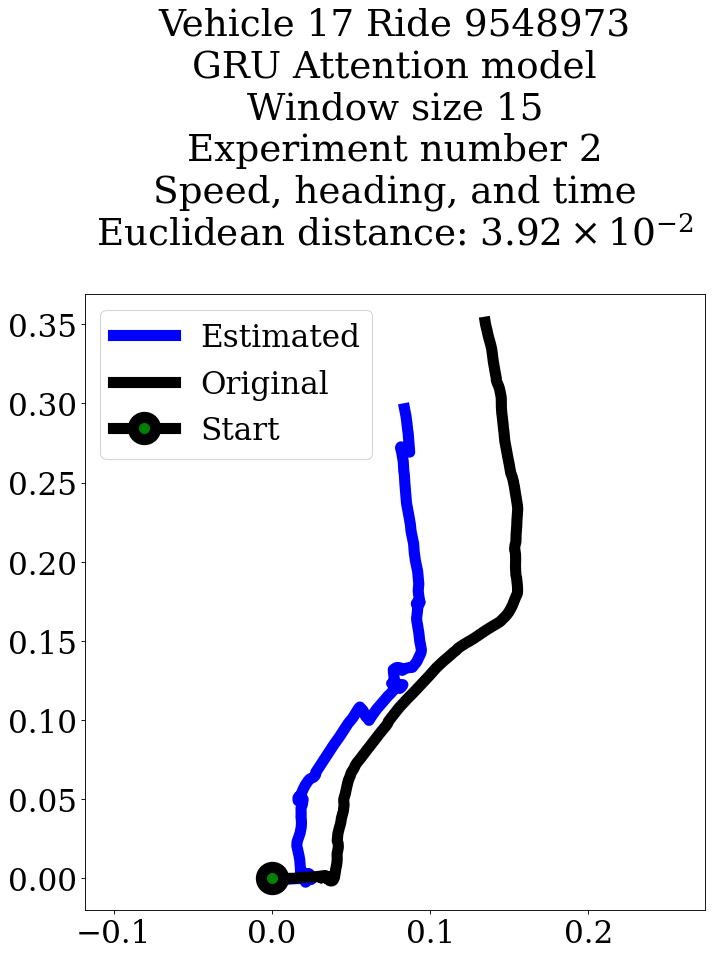 Vehicle 17 Ride 9548973
GRU Attention model
Window size 15
Experiment number 2
Speed, heading, and time
Euclidean distance: 3.92 × 10⁻²
Estimated
Original
Start
0.35
0.30
0.25
0.20
0.15
0.10
0.05
0.00
−0.1
0.0
0.1
0.2